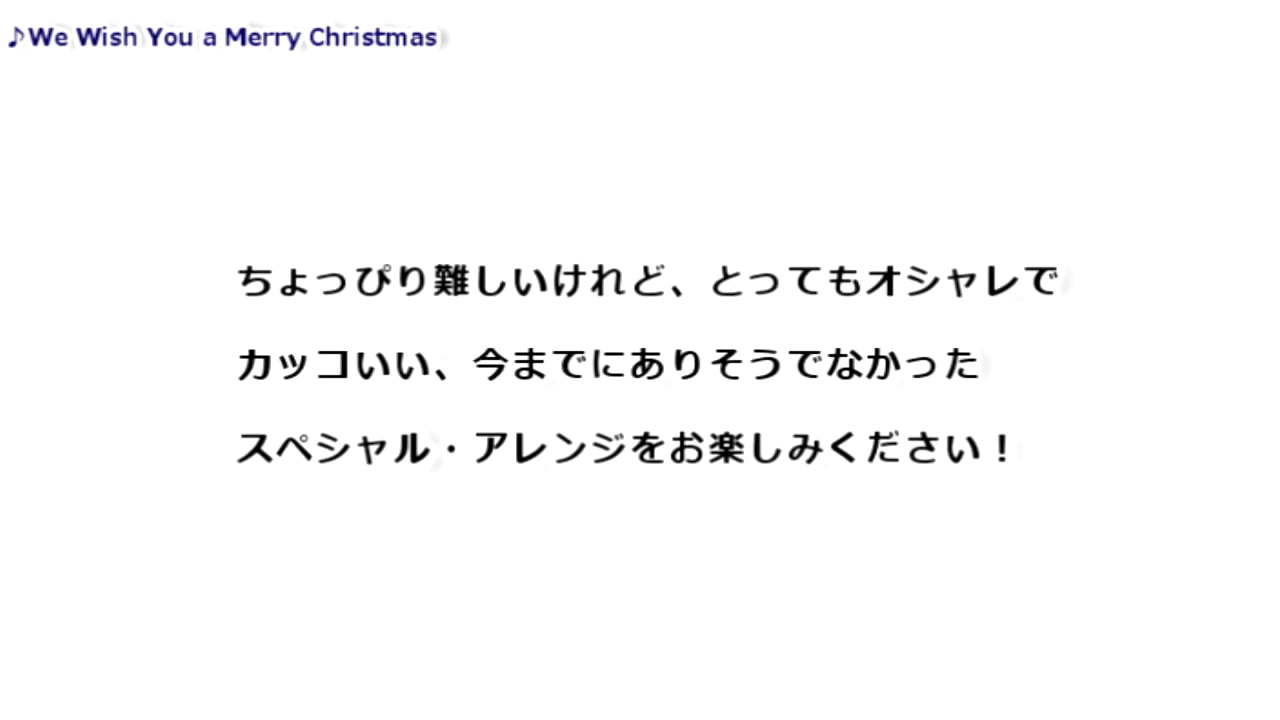 ♪We Wish You a Merry Christmas
ちょっぴり難しいけれど、とってもオシャレで
カッコいい、今までにありそうでなかった
スペシャル・アレンジをお楽しみください！